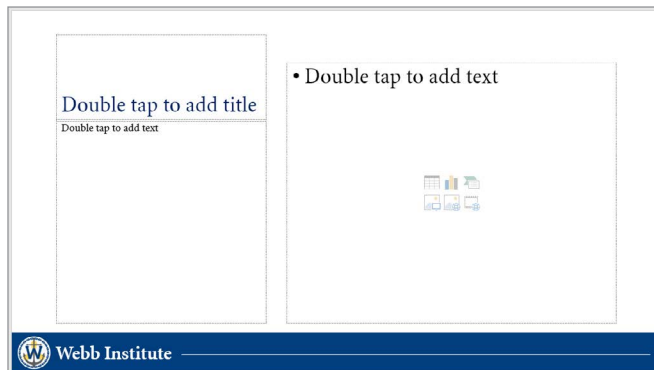 Double tap to add title
Double tap to add text
• Double tap to add text
W Webb Institute